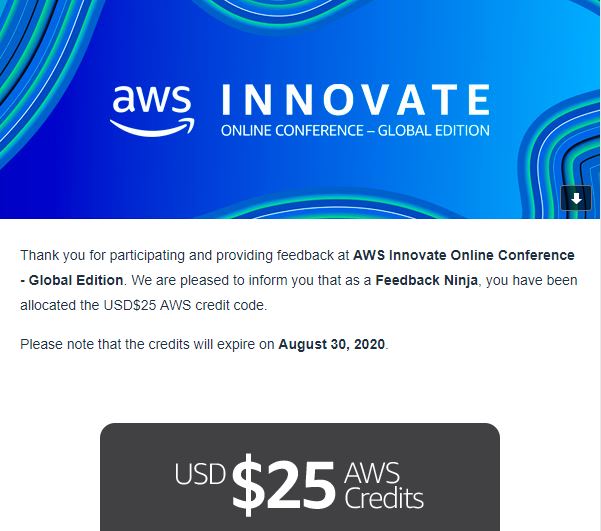 aws INNOVATE
ONLINE CONFERENCE – GLOBAL EDITION
Thank you for participating and providing feedback at AWS Innovate Online Conference
- Global Edition. We are pleased to inform you that as a Feedback Ninja, you have been
allocated the USD$25 AWS credit code.
Please note that the credits will expire on August 30, 2020.
USD $25 AWS
Credits